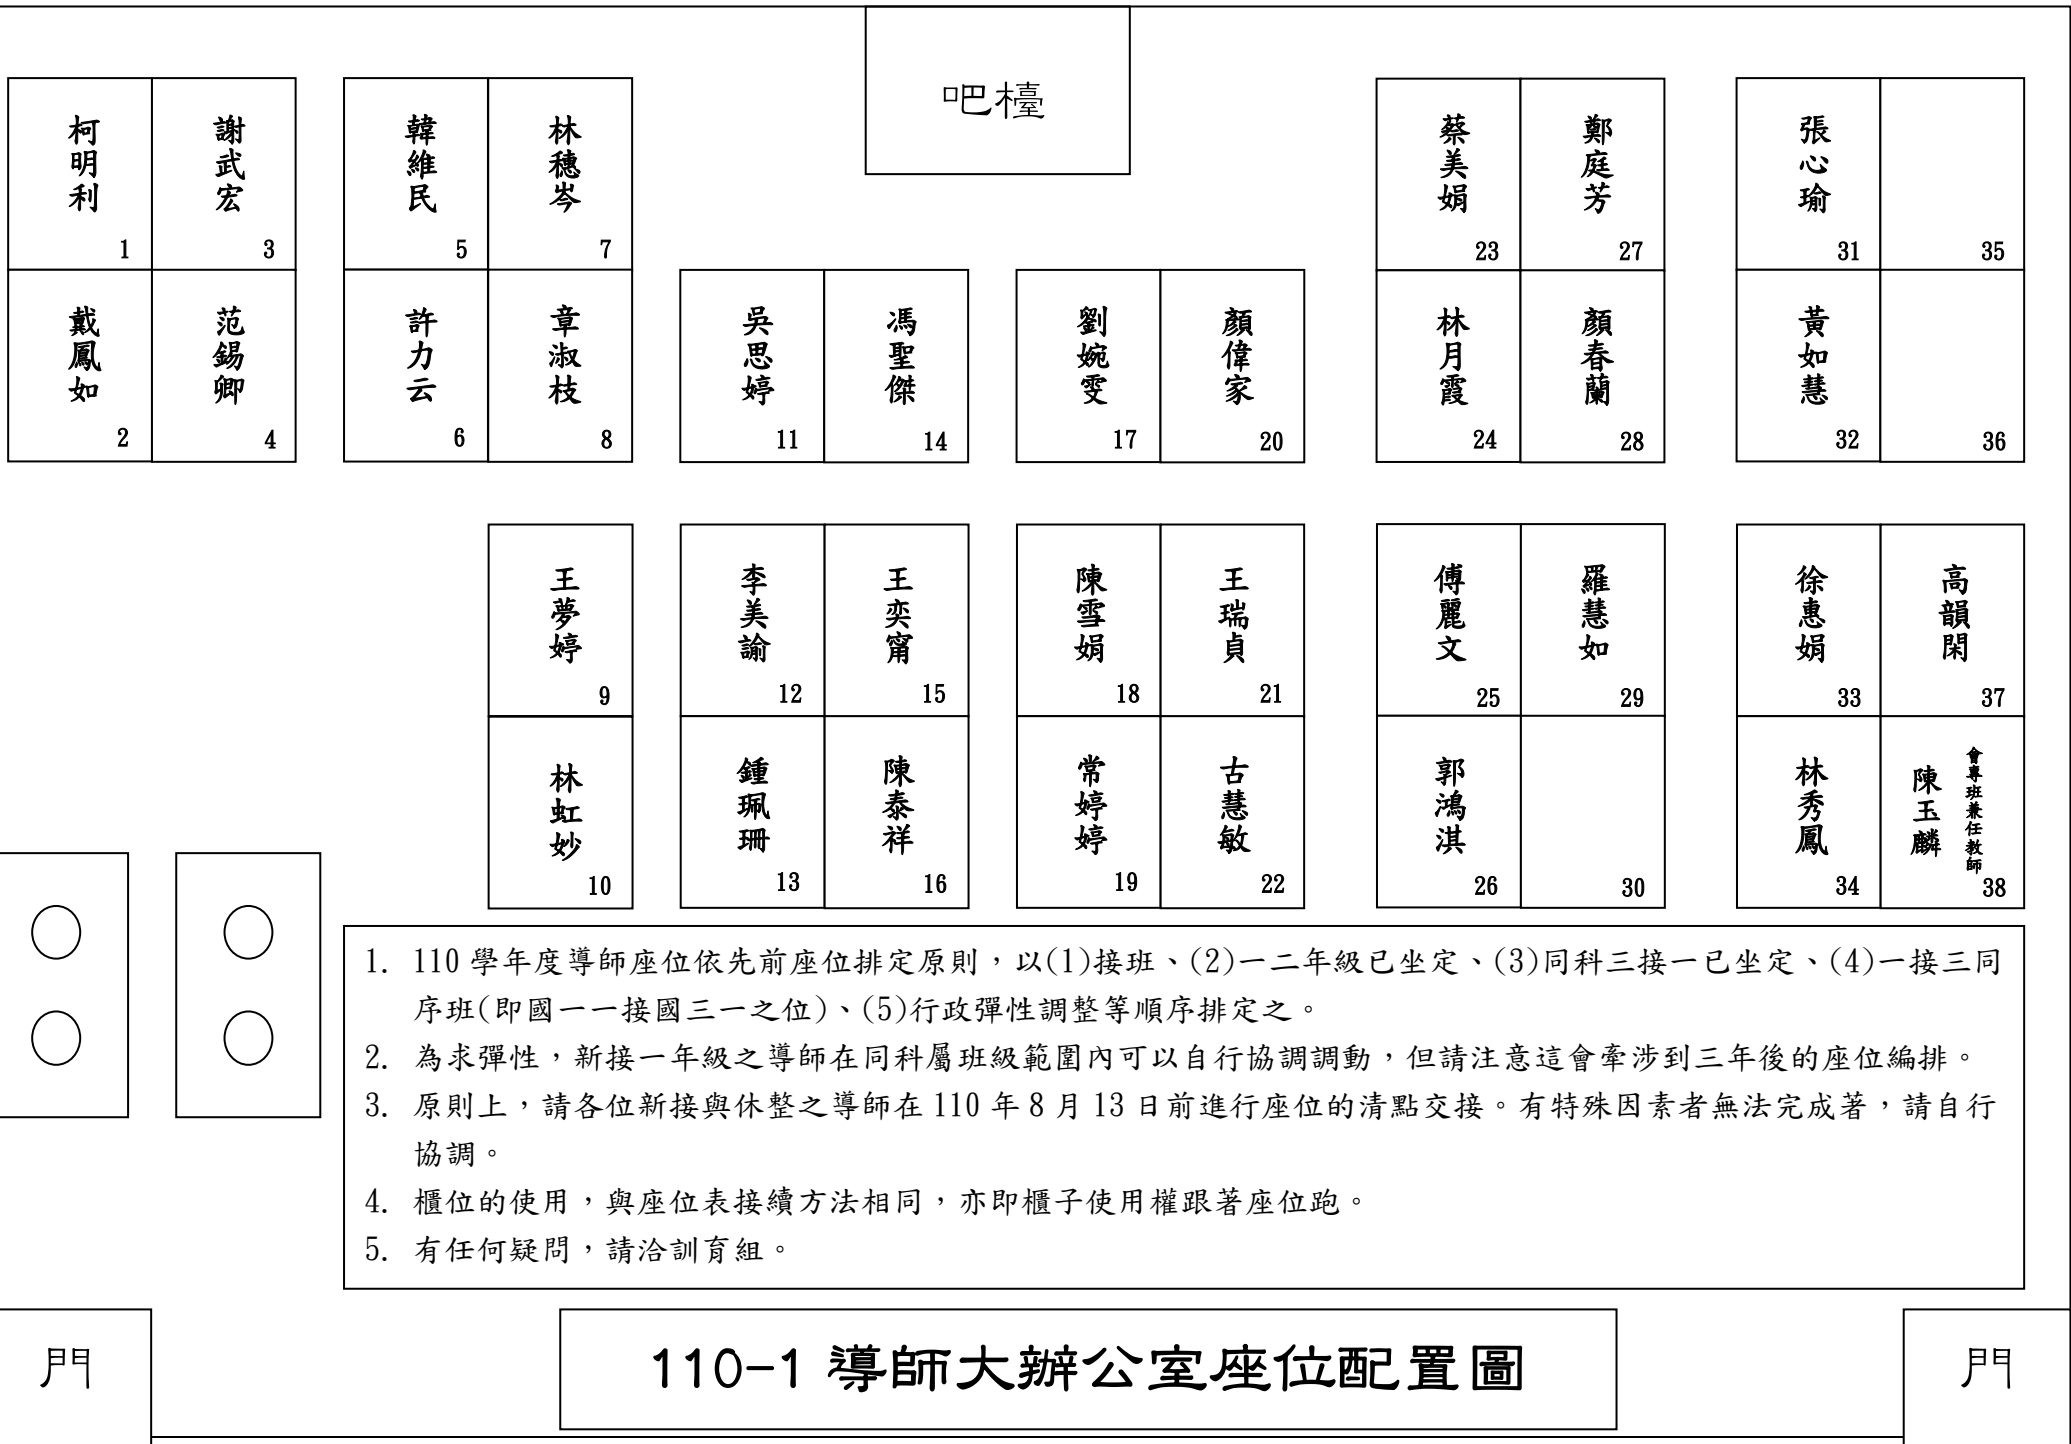 吧檯
柯明利
1
謝武宏
3
韓維民
5
林穗岑
7
蔡美娟
23
鄭庭芳
27
張心瑜
31
35
戴鳳如
2
范錫卿
4
許力云
6
章淑枝
8
吳思婷
11
馮聖傑
14
劉婉雯
17
顏偉家
20
林月霞
24
顏春蘭
28
黃如慧
32
36
王夢婷
9
李美諭
12
王奕甯
15
陳雪娟
18
王瑞貞
21
傅麗文
25
羅慧如
29
徐惠娟
33
高韻閑
37
林虹妙
10
鍾珮珊
13
陳泰祥
16
常婷婷
19
古慧敏
22
郭鴻淇
26
30
林秀鳳
34
會專班兼任教師
陳玉麟
38
1. 110 學年度導師座位依先前座位排定原則，以(1)接班、(2)一二年級已坐定、(3)同科三接一已坐定、(4)一接三同
序班(即國一一接國三一之位)、(5)行政彈性調整等順序排定之。
2. 為求彈性，新接一年級之導師在同科屬班級範圍內可以自行協調調動，但請注意這會牽涉到三年後的座位編排。
3. 原則上，請各位新接與休整之導師在 110 年 8 月 13 日前進行座位的清點交接。有特殊因素者無法完成著，請自行
協調。
4. 櫃位的使用，與座位表接續方法相同，亦即櫃子使用權跟著座位跑。
5. 有任何疑問，請洽訓育組。
門
110-1 導師大辦公室座位配置圖
門